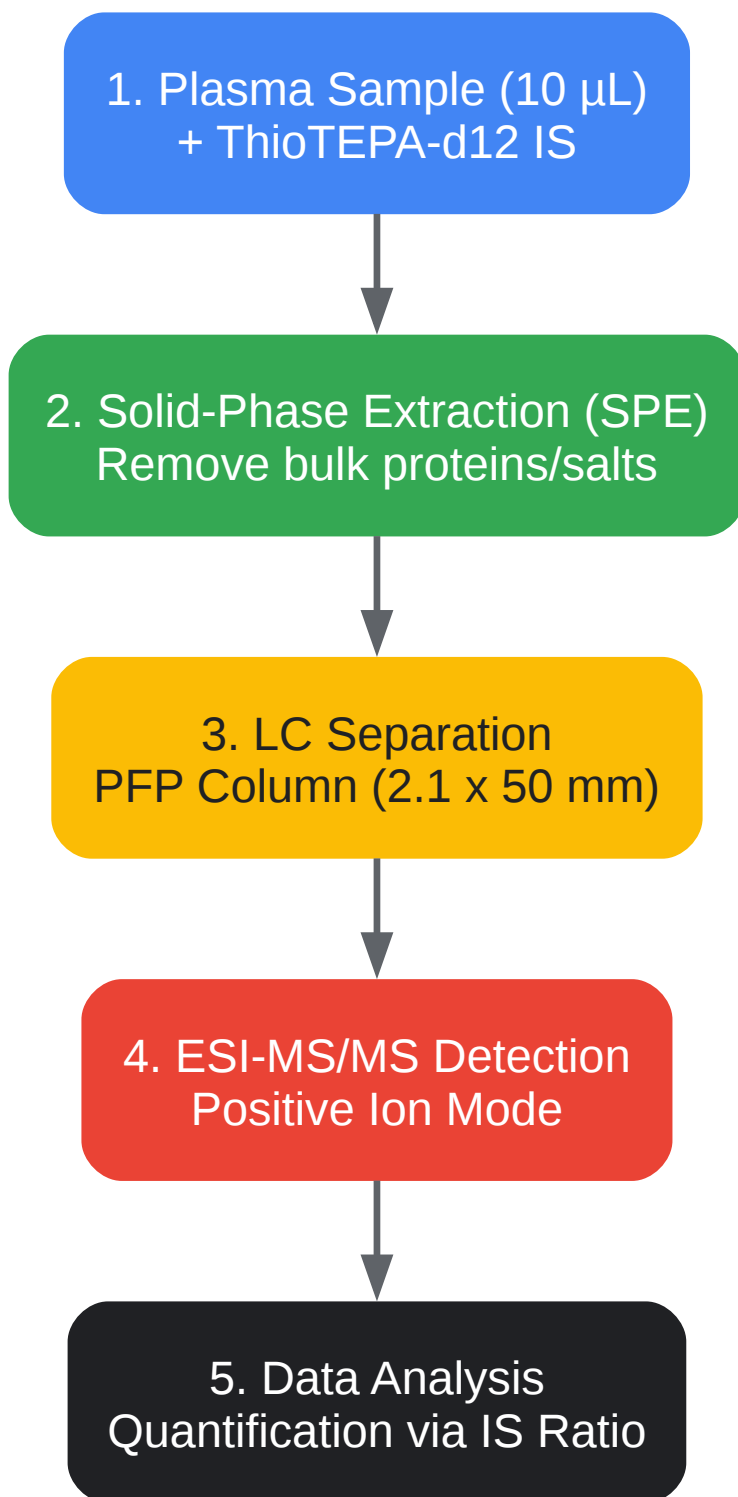 1. Plasma Sample (10 µL)
+ ThioTEPA-d12 IS
2. Solid-Phase Extraction (SPE)
Remove bulk proteins/salts
3. LC Separation
PFP Column (2.1 x 50 mm)
4. ESI-MS/MS Detection
Positive Ion Mode
5. Data Analysis
Quantification via IS Ratio